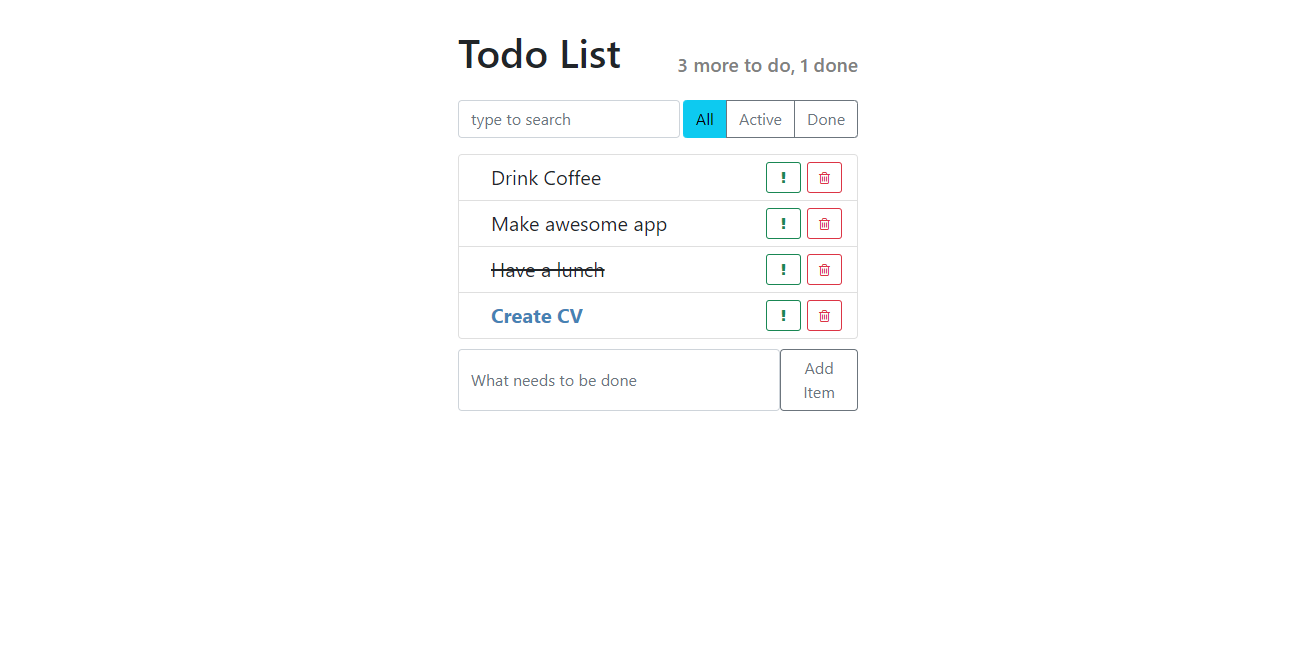 Todo List
3 more to do, 1 done
type to search
All
Active
Done
Drink Coffee
!
Make awesome app
!
Have a lunch
!
Create CV
!
What needs to be done
Add
Item